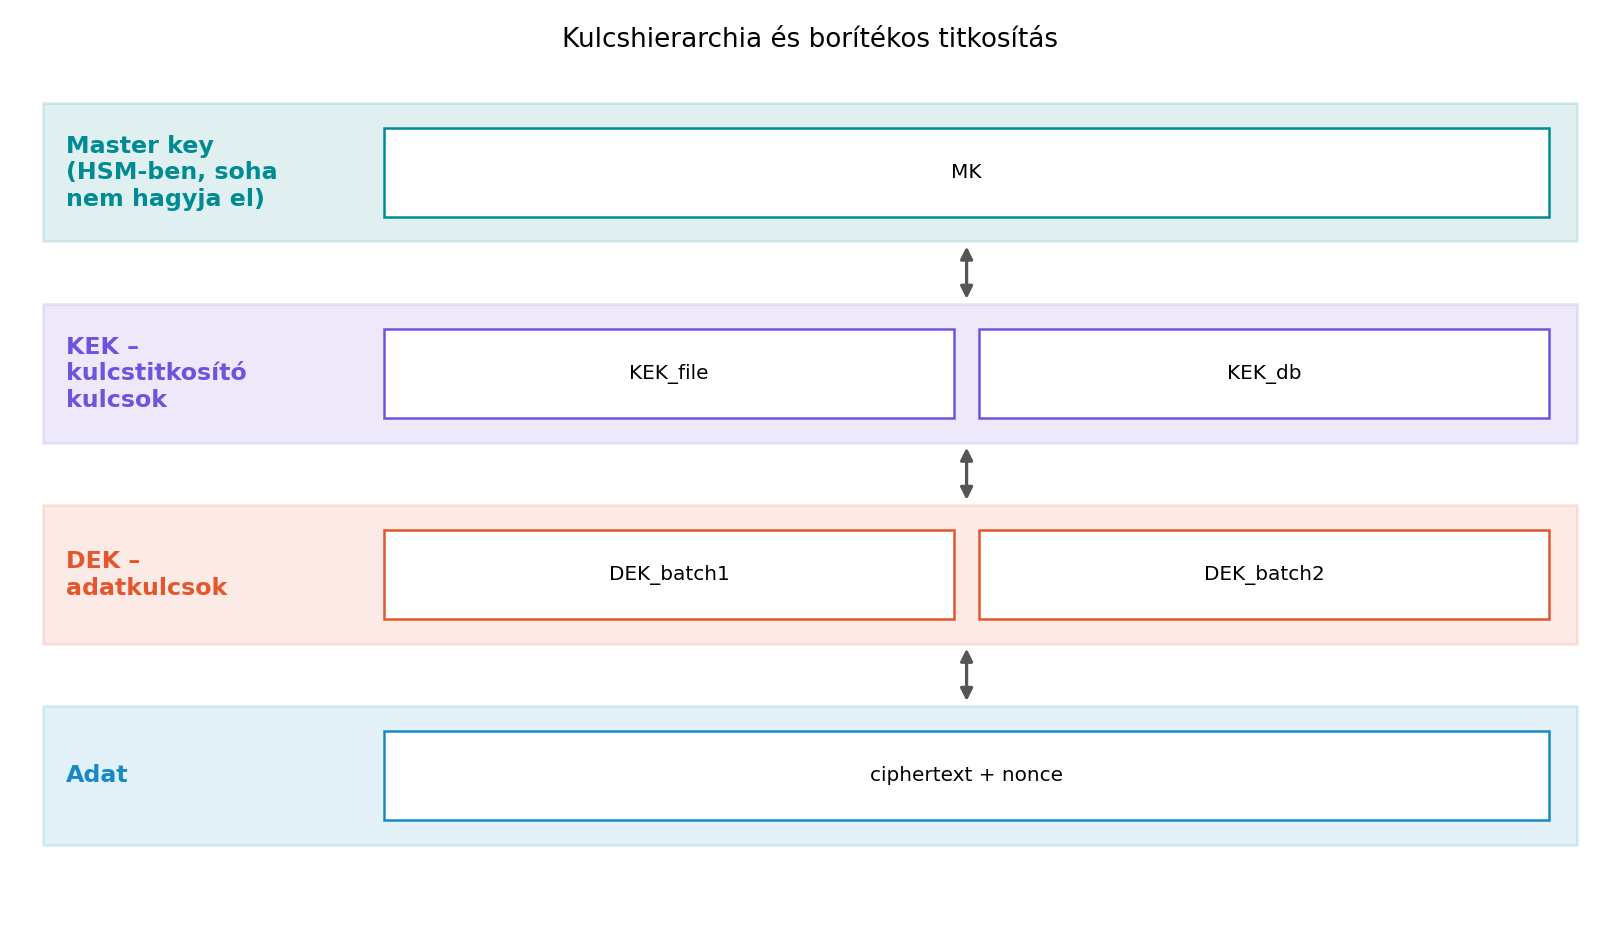 Kulcshierarchia és borítékos titkosítás
Master key
(HSM-ben, soha
nem hagyja el)
MK
KEK –
kulcstitkosító
kulcsok
KEK_file
KEK_db
DEK –
adatkulcsok
DEK_batch1
DEK_batch2
Adat
ciphertext + nonce